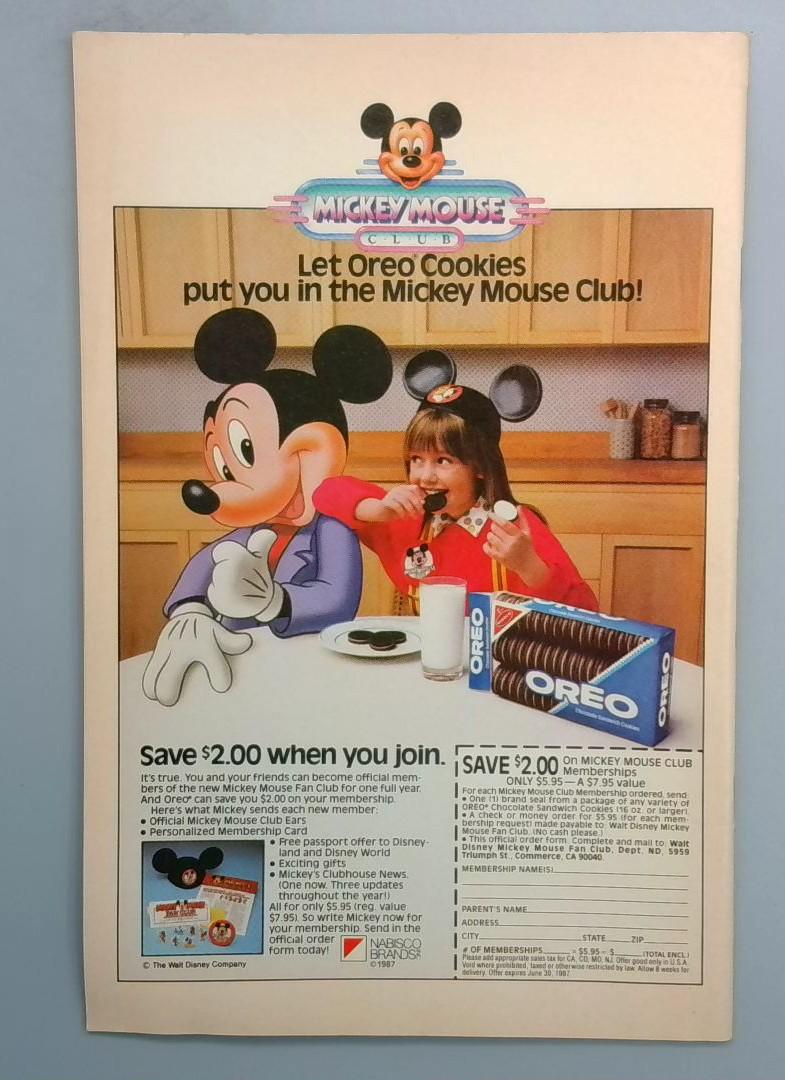 MICKEY MOUSE
C·L·U·B
Let Oreo® Cookies
put you in the Mickey Mouse Club!
OREO
OREO
Chocolate Sandwich Cookies
OREO
Save $2.00 when you join.
It's true. You and your friends can become official mem-
bers of the new Mickey Mouse Fan Club for one full year.
And Oreo® can save you $2.00 on your membership.
Here's what Mickey sends each new member:
• Official Mickey Mouse Club Ears
• Personalized Membership Card
• Free passport offer to Disney-
land and Disney World
• Exciting gifts
• Mickey's Clubhouse News.
(One now. Three updates
throughout the year!)
All for only $5.95 (reg. value
$7.95). So write Mickey now for
your membership. Send in the
official order
form today!
NABISCO
BRANDS
© 1987
© The Walt Disney Company
SAVE $2.00 ON MICKEY MOUSE CLUB
Memberships
ONLY $5.95—A $7.95 value
For each Mickey Mouse Club Membership ordered, send:
• One (1) brand seal from a package of any variety of
OREO® Chocolate Sandwich Cookies (16 oz. or larger).
• A check or money order for $5.95 (for each mem-
bership request) made payable to: Walt Disney Mickey
Mouse Fan Club. (No cash please.)
• This official order form. Complete and mail to: Walt
Disney Mickey Mouse Fan Club, Dept. ND, 5959
Triumph St., Commerce, CA 90040.
MEMBERSHIP NAME(S)
PARENT'S NAME
ADDRESS
CITY STATE ZIP
# OF MEMBERSHIPS × $5.95 = $ (TOTAL ENCL.)
Please add appropriate sales tax for CA, CO, MO, NJ. Offer good only in U.S.A.
Void where prohibited, taxed or otherwise restricted by law. Allow 8 weeks for
delivery. Offer expires June 30, 1987.